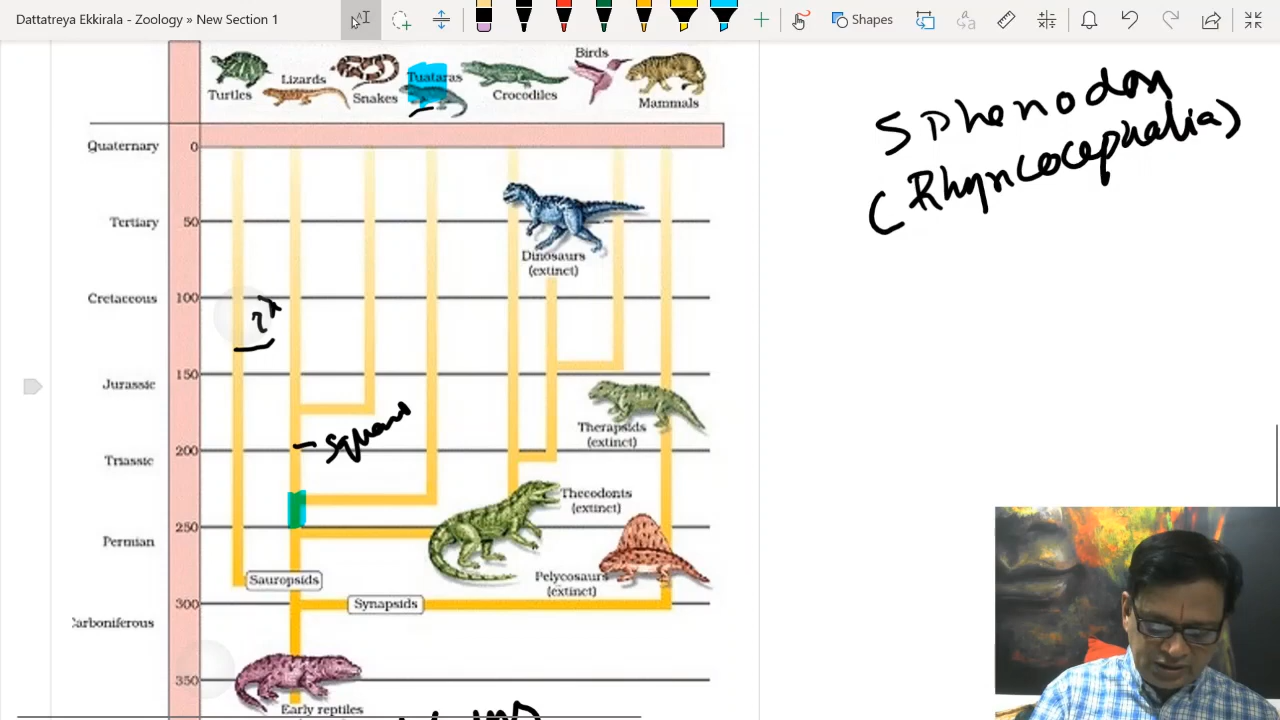 Dattatreya Ekkirala - Zoology » New Section 1
Shapes
Turtles
Lizards
Snakes
Tuataras
Crocodiles
Birds
Mammals
Sphenodon
(Rhyncocephalia)
Quaternary 0
Tertiary 50
Dinosaurs
(extinct)
Cretaceous 100
150
Jurassic
Therapsids
(extinct)
200
Triassic
Thecodonts
(extinct)
250
Permian
Sauropsids
Pelycosaurs
(extinct)
300
Synapsids
Carboniferous
350
Early reptiles